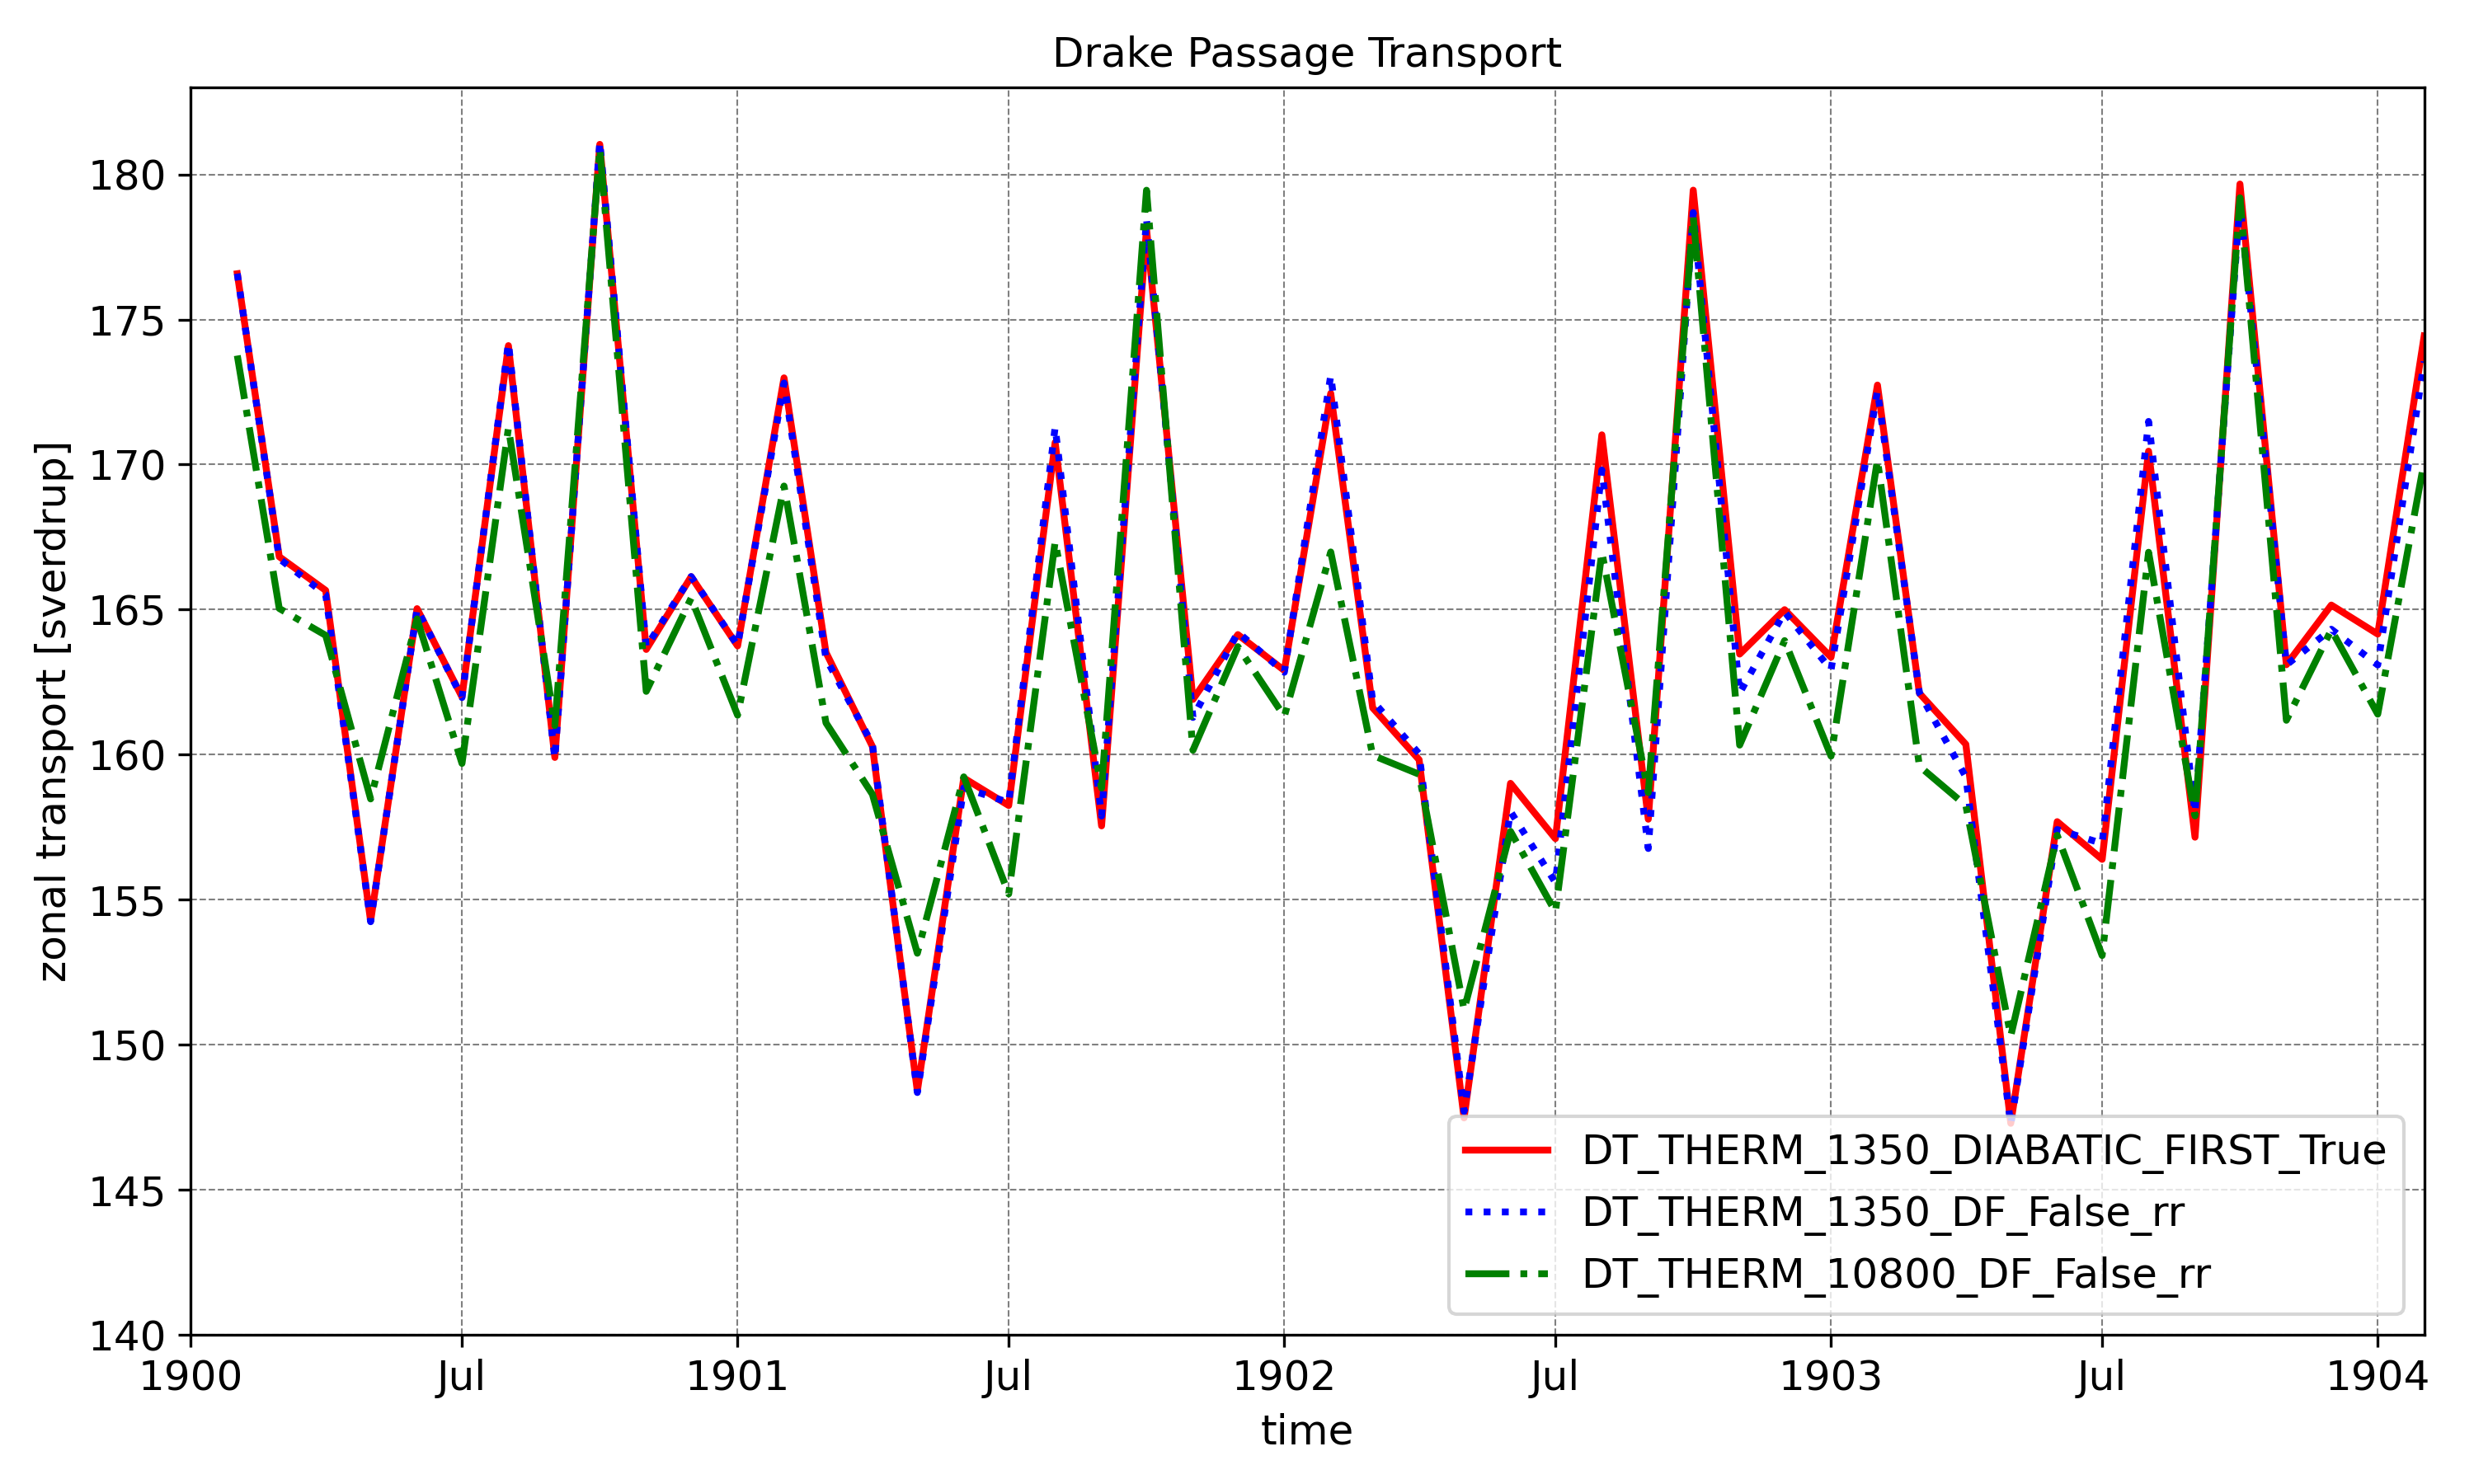 Drake Passage Transport
zonal transport [sverdrup]
180
175
170
165
160
155
150
145
140
1900
Jul
1901
Jul
1902
Jul
1903
Jul
1904
time
DT_THERM_1350_DIABATIC_FIRST_True
DT_THERM_1350_DF_False_rr
DT_THERM_10800_DF_False_rr